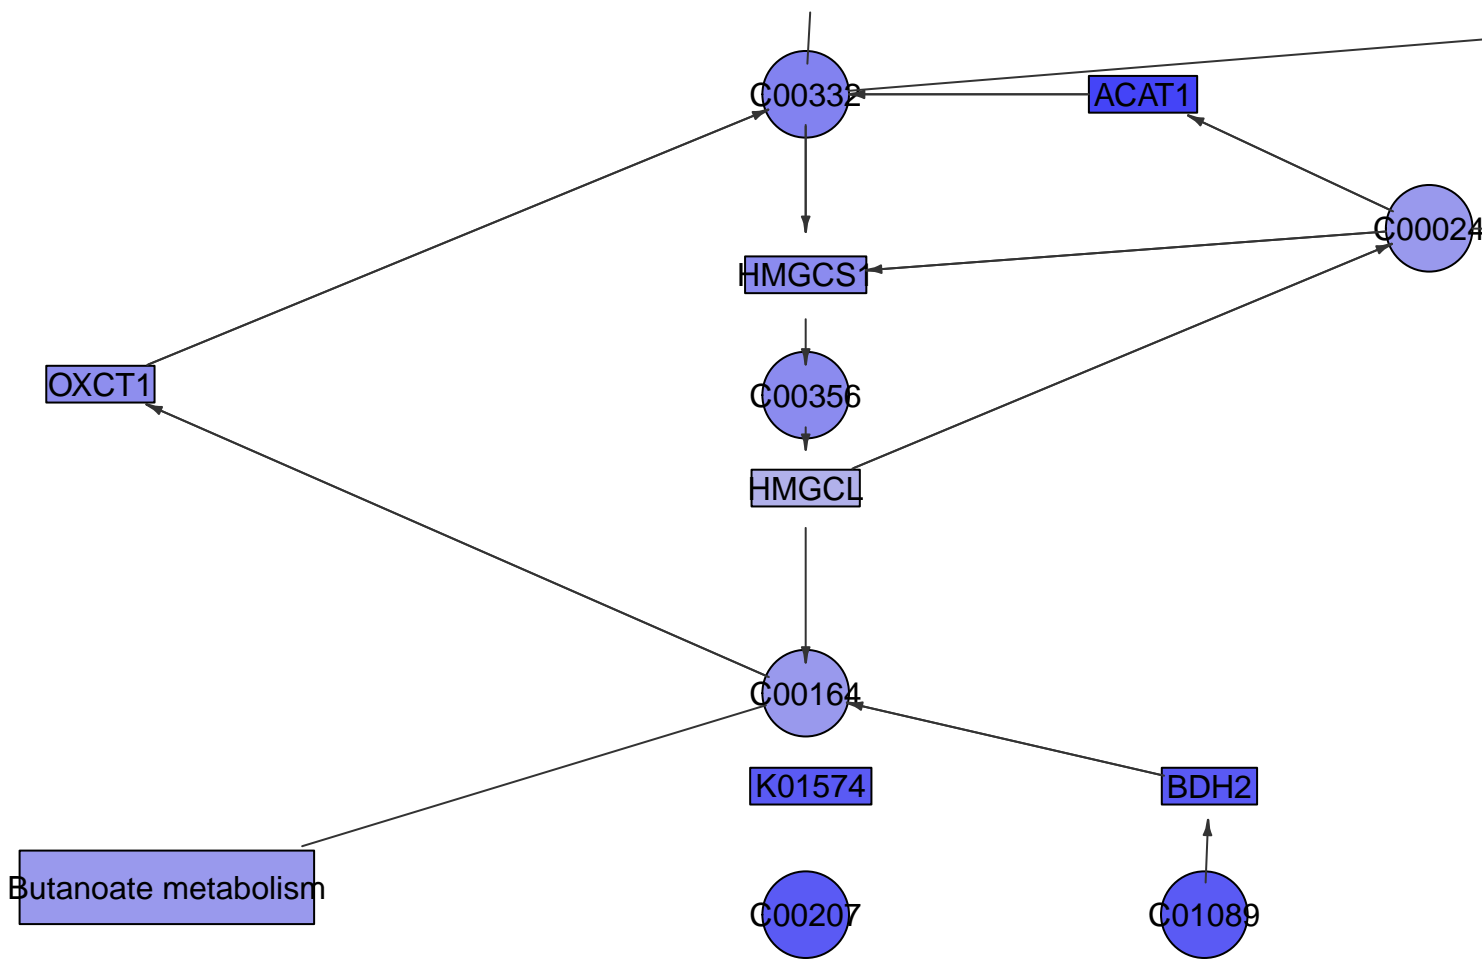 C00332
ACAT1
C00024
HMGCS1
OXCT1
C00356
HMGCL
C00164
K01574
BDH2
Butanoate metabolism
C00207
C01089